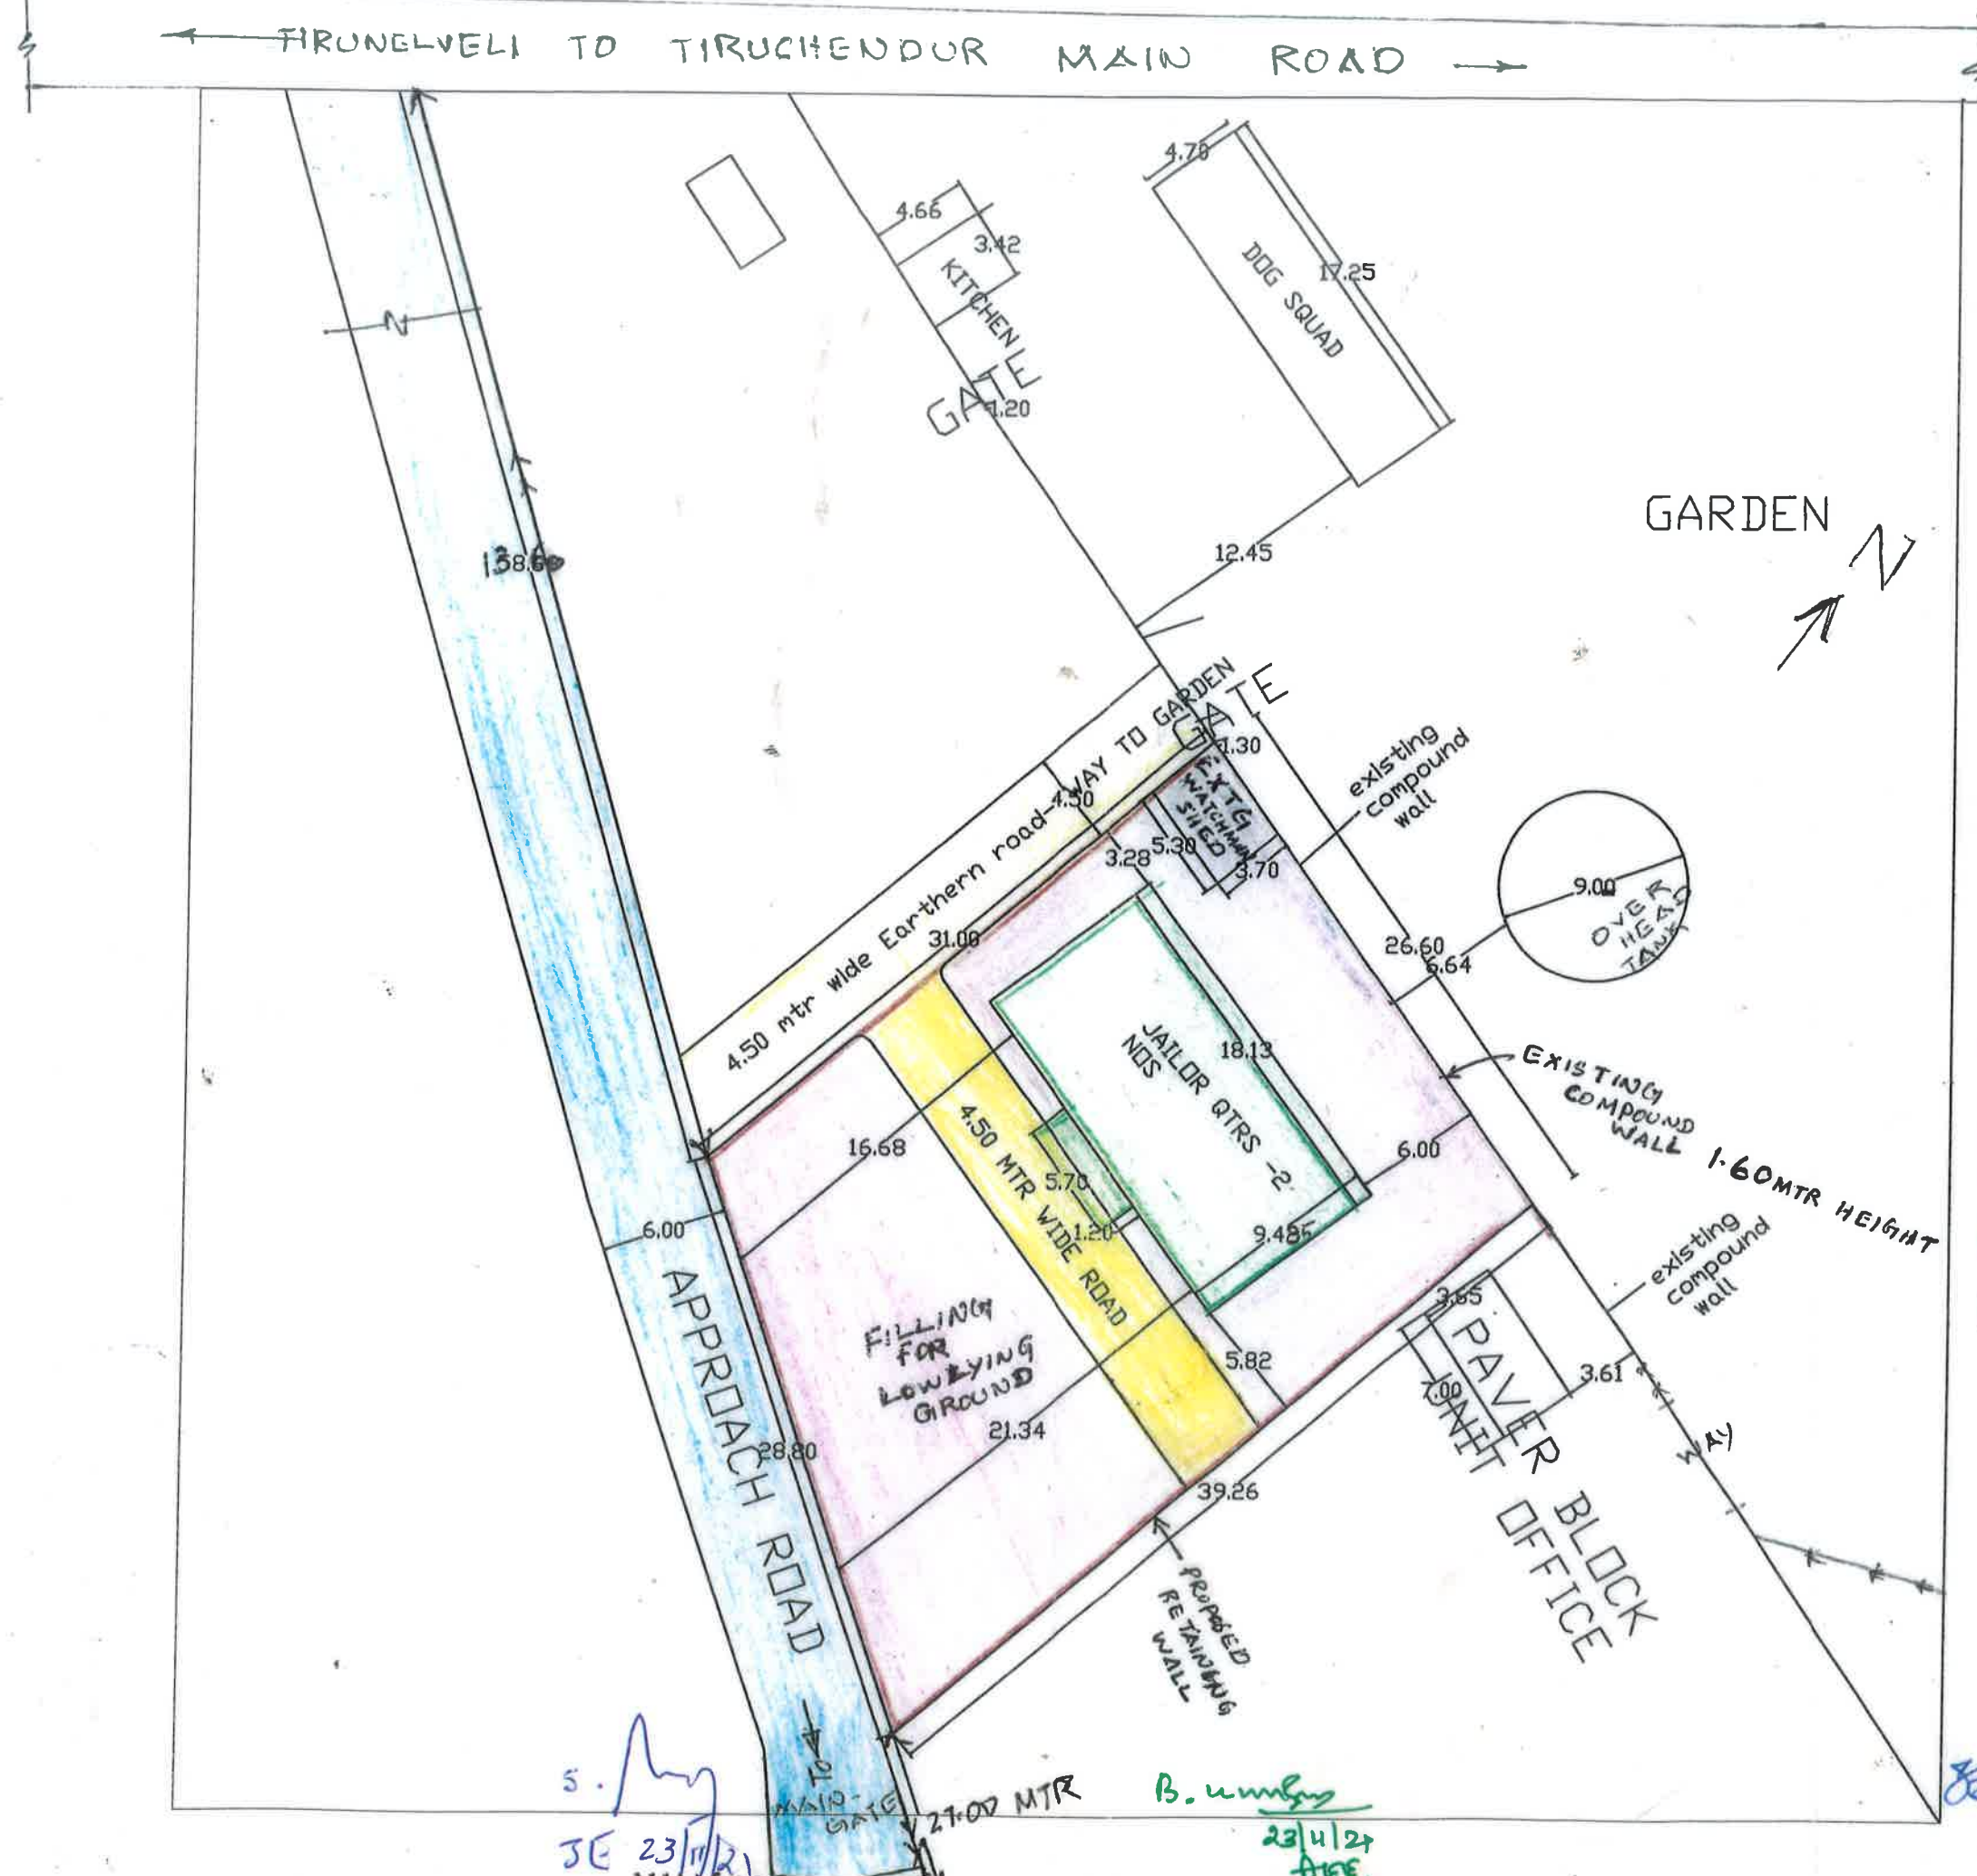 TIRUNELVELI TO TIRUCHENDUR MAIN ROAD
4.70
4.66
3.42
KITCHEN
DOG SQUAD
17.25
N
GATE
1.20
GARDEN
N
12.45
GATE
1.30
4.50 mtr wide Earthern road-WAY TO GARDEN
4.50
31.00
EXTG
WATCHMAN
SHED
3.28
5.30
3.70
existing
compound
wall
9.00
OVER
HEAD
TANK
26.60
6.64
JAILOR QTRS -2
NOS
18.13
EXISTING
COMPOUND
WALL 1.60MTR HEIGHT
16.68
4.50 MTR WIDE ROAD
5.70
1.20
9.485
6.00
6.00
existing
compound
wall
APPROACH ROAD
FILLING
FOR
LOWLYING
GROUND
3.65
5.82
3.61
7.00
PAVER BLOCK
UNIT OFFICE
28.80
21.34
39.26
WAY
PROPOSED
RETAINING
WALL
TO
MAIN-
GATE
27.00 MTR
S.
JE 23/11/21
B.
23/11/21